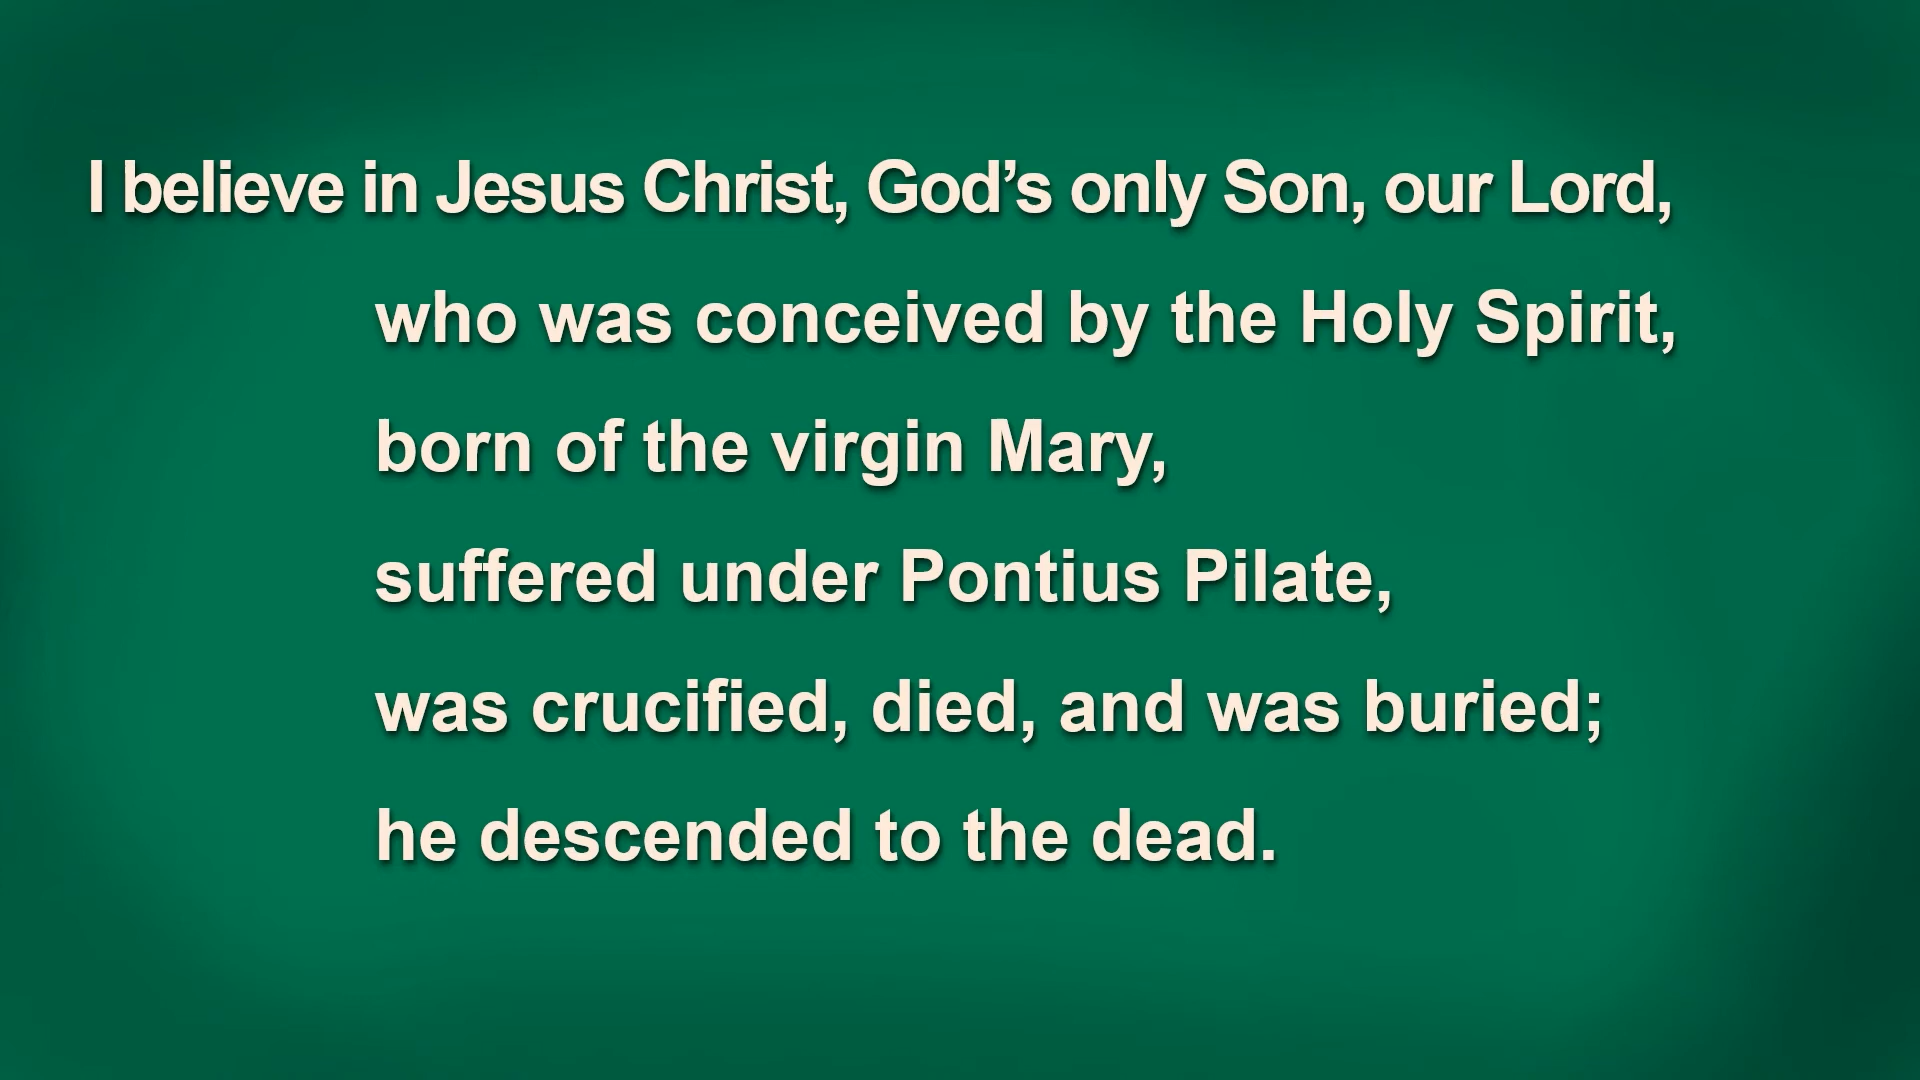 I believe in Jesus Christ, God’s only Son, our Lord,
who was conceived by the Holy Spirit,
born of the virgin Mary,
suffered under Pontius Pilate,
was crucified, died, and was buried;
he descended to the dead.